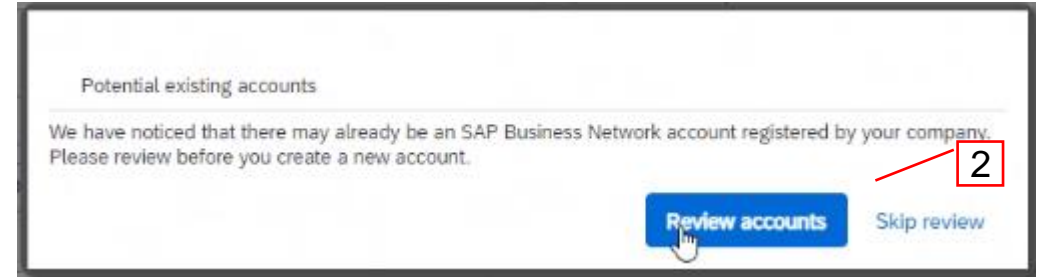 Potential existing accounts
We have noticed that there may already be an SAP Business Network account registered by your company.
Please review before you create a new account.
2
Review accounts Skip review